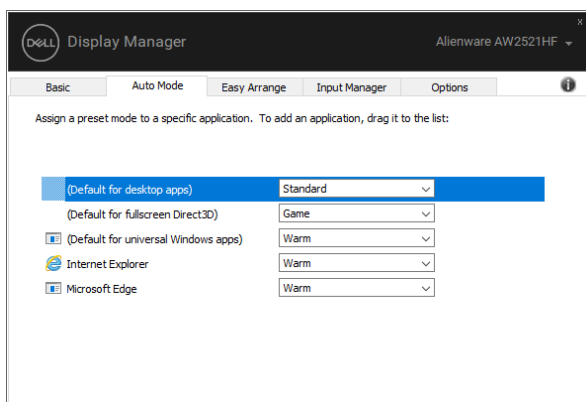 x
DELL Display Manager Alienware AW2521HF
Basic Auto Mode Easy Arrange Input Manager Options i
Assign a preset mode to a specific application. To add an application, drag it to the list:
(Default for desktop apps) Standard
(Default for fullscreen Direct3D) Game
(Default for universal Windows apps) Warm
Internet Explorer Warm
Microsoft Edge Warm